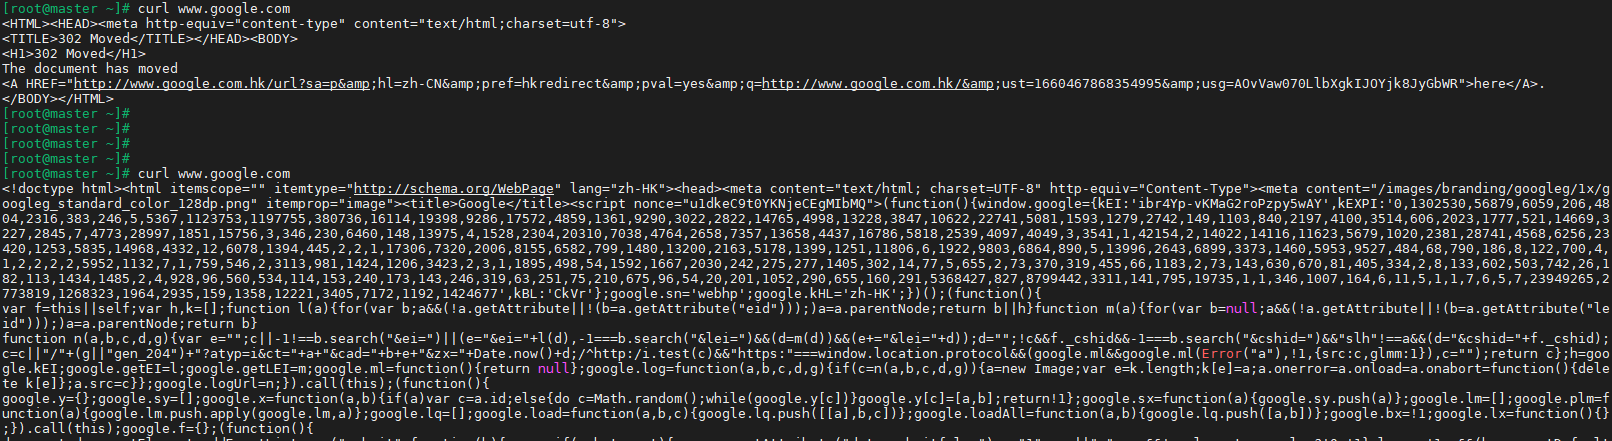 [root@master ~]# curl www.google.com
<HTML><HEAD><meta http-equiv="content-type" content="text/html;charset=utf-8">
<TITLE>302 Moved</TITLE></HEAD><BODY>
<H1>302 Moved</H1>
The document has moved
<A HREF="http://www.google.com.hk/url?sa=p&amp;hl=zh-CN&amp;pref=hkredirect&amp;pval=yes&amp;q=http://www.google.com.hk/&amp;ust=1660467868354995&amp;usg=AOvVaw070LlbXgkIJOYjk8JyGbWR">here</A>.
</BODY></HTML>
[root@master ~]#
[root@master ~]#
[root@master ~]#
[root@master ~]#
[root@master ~]# curl www.google.com
<!doctype html><html itemscope="" itemtype="http://schema.org/WebPage" lang="zh-HK"><head><meta content="text/html; charset=UTF-8" http-equiv="Content-Type"><meta content="/images/branding/googleg/1x/g
oogleg_standard_color_128dp.png" itemprop="image"><title>Google</title><script nonce="u1dkeC9t0YKNjeCEgMIbMQ">(function(){window.google={kEI:'ibr4Yp-vKMaG2roPzpy5wAY',kEXPI:'0,1302530,56879,6059,206,48
04,2316,383,246,5,5367,1123753,1197755,380736,16114,19398,9286,17572,4859,1361,9290,3022,2822,14765,4998,13228,3847,10622,22741,5081,1593,1279,2742,149,1103,840,2197,4100,3514,606,2023,1777,521,14669,3
227,2845,7,4773,28997,1851,15756,3,346,230,6460,148,13975,4,1528,2304,20310,7038,4764,2658,7357,13658,4437,16786,5818,2539,4097,4049,3,3541,1,42154,2,14022,14116,11623,5679,1020,2381,28741,4568,6256,23
420,1253,5835,14968,4332,12,6078,1394,445,2,2,1,17306,7320,2006,8155,6582,799,1480,13200,2163,5178,1399,1251,11806,6,1922,9803,6864,890,5,13996,2643,6899,3373,1460,5953,9527,484,68,790,186,8,122,700,4,
1,2,2,2,2,5952,1132,7,1,759,546,2,3113,981,1424,1206,3423,2,3,1,1895,498,54,1592,1667,2030,242,275,277,1405,302,14,77,5,655,2,73,370,319,455,66,1183,2,73,143,630,670,81,405,334,2,8,133,602,503,742,26,1
82,113,1434,1485,2,4,928,96,560,534,114,153,240,173,143,246,319,63,251,75,210,675,96,54,20,201,1052,290,655,160,291,5368427,827,8799442,3311,141,795,19735,1,1,346,1007,164,6,11,5,1,1,7,6,5,7,23949265,2
773819,1268323,1964,2935,159,1358,12221,3405,7172,1192,1424677',kBL:'CkVr'};google.sn='webhp';google.kHL='zh-HK';})();(function(){
var f=this||self;var h,k=[];function l(a){for(var b;a&&(!a.getAttribute||!(b=a.getAttribute("eid")));)a=a.parentNode;return b||h}function m(a){for(var b=null;a&&(!a.getAttribute||!(b=a.getAttribute("le
id")));)a=a.parentNode;return b}
function n(a,b,c,d,g){var e="";c||-1!==b.search("&ei=")||(e="&ei="+l(d),-1===b.search("&lei=")&&(d=m(d))&&(e+="&lei="+d));d="";!c&&f._cshid&&-1===b.search("&cshid=")&&"slh"!==a&&(d="&cshid="+f._cshid);
c=c||"/"+(g||"gen_204")+"?atyp=i&ct="+a+"&cad="+b+e+"&zx="+Date.now()+d;/^http:/i.test(c)&&"https:"===window.location.protocol&&(google.ml&&google.ml(Error("a"),!1,{src:c,glmm:1}),c="");return c};h=goo
gle.kEI;google.getEI=l;google.getLEI=m;google.ml=function(){return null};google.log=function(a,b,c,d,g){if(c=n(a,b,c,d,g)){a=new Image;var e=k.length;k[e]=a;a.onerror=a.onload=a.onabort=function(){dele
te k[e]};a.src=c}};google.logUrl=n;}).call(this);(function(){
google.y={};google.sy=[];google.x=function(a,b){if(a)var c=a.id;else{do c=Math.random();while(google.y[c])}google.y[c]=[a,b];return!1};google.sx=function(a){google.sy.push(a)};google.lm=[];google.plm=f
unction(a){google.lm.push.apply(google.lm,a)};google.lq=[];google.load=function(a,b,c){google.lq.push([[a],b,c])};google.loadAll=function(a,b){google.lq.push([a,b])};google.bx=!1;google.lx=function(){}
;}).call(this);google.f={};(function(){